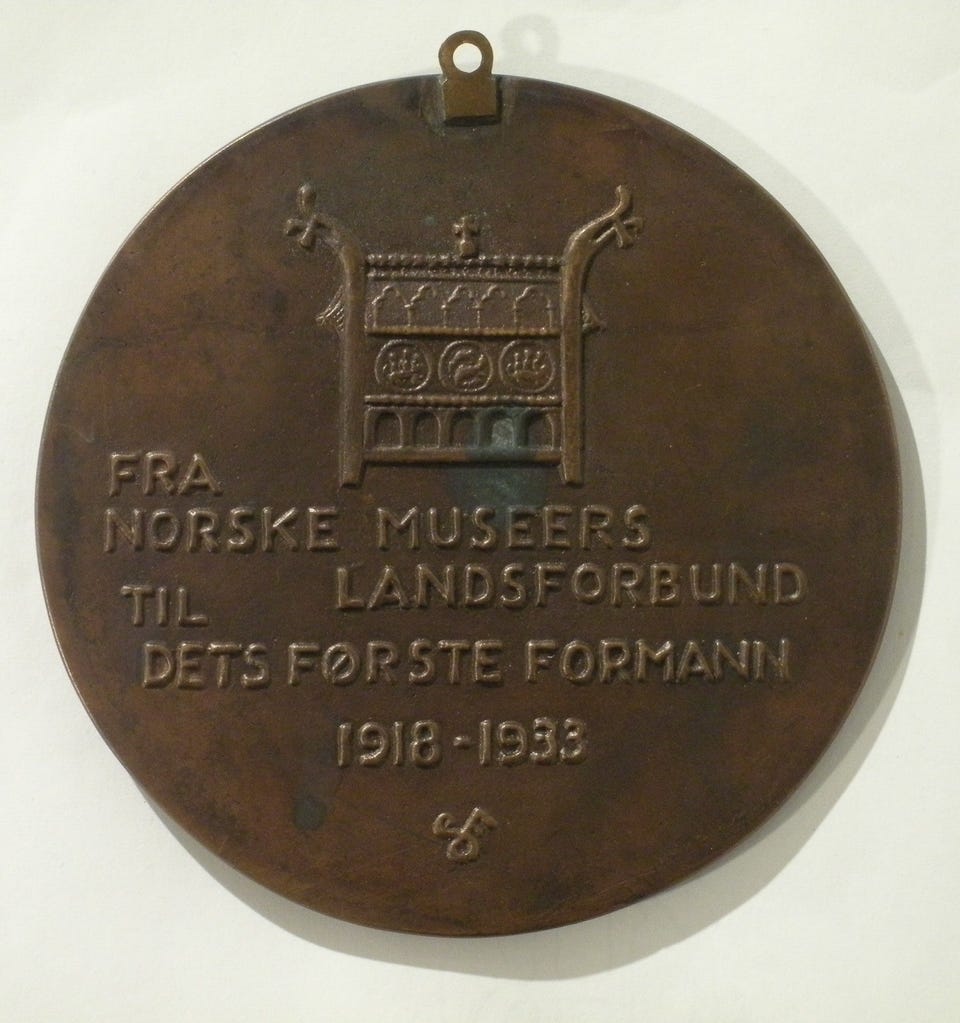 FRA
NORSKE MUSEERS
LANDSFORBUND
TIL
DETS FØRSTE FORMANN
1918-1933